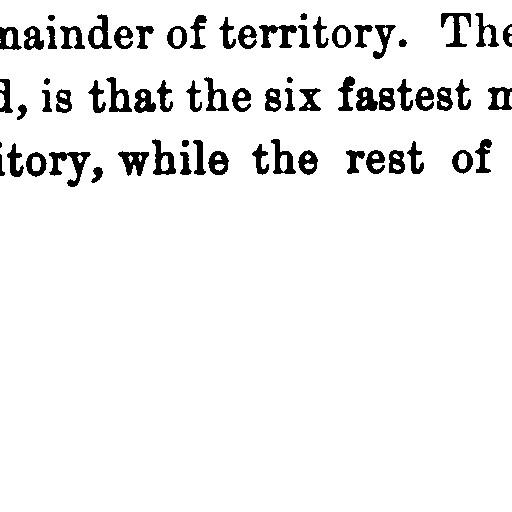 mainder of territory. The
d, is that the six fastest m
itory, while the rest of